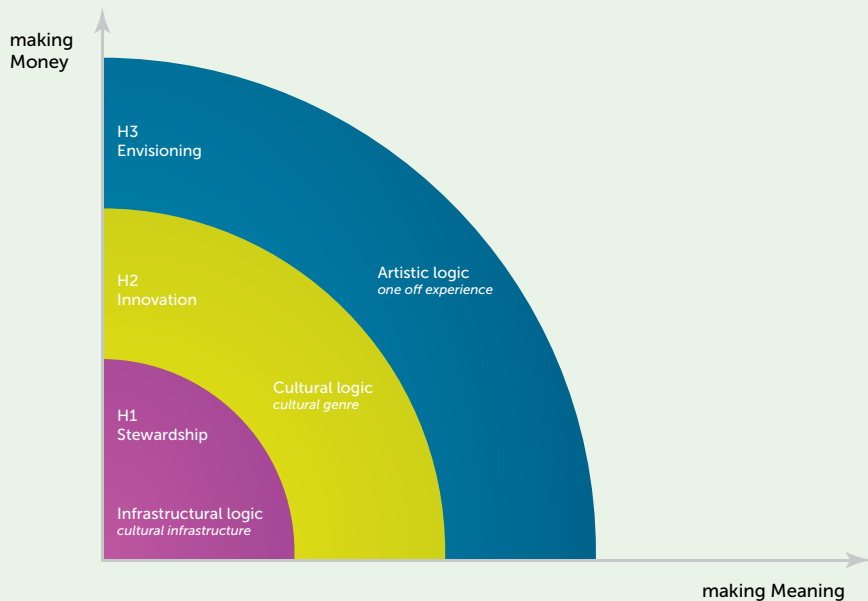 making
Money
H3
Envisioning
Artistic logic
one off experience
H2
Innovation
Cultural logic
cultural genre
H1
Stewardship
Infrastructural logic
cultural infrastructure
making Meaning